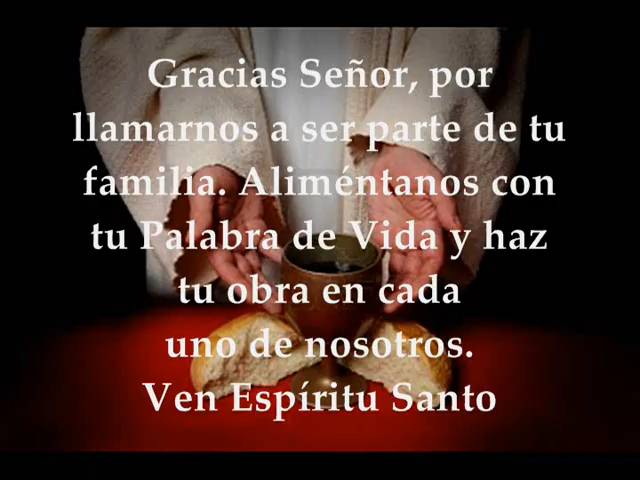 Gracias Señor, por
llamarnos a ser parte de tu
familia. Aliméntanos con
tu Palabra de Vida y haz
tu obra en cada
uno de nosotros.
Ven Espíritu Santo